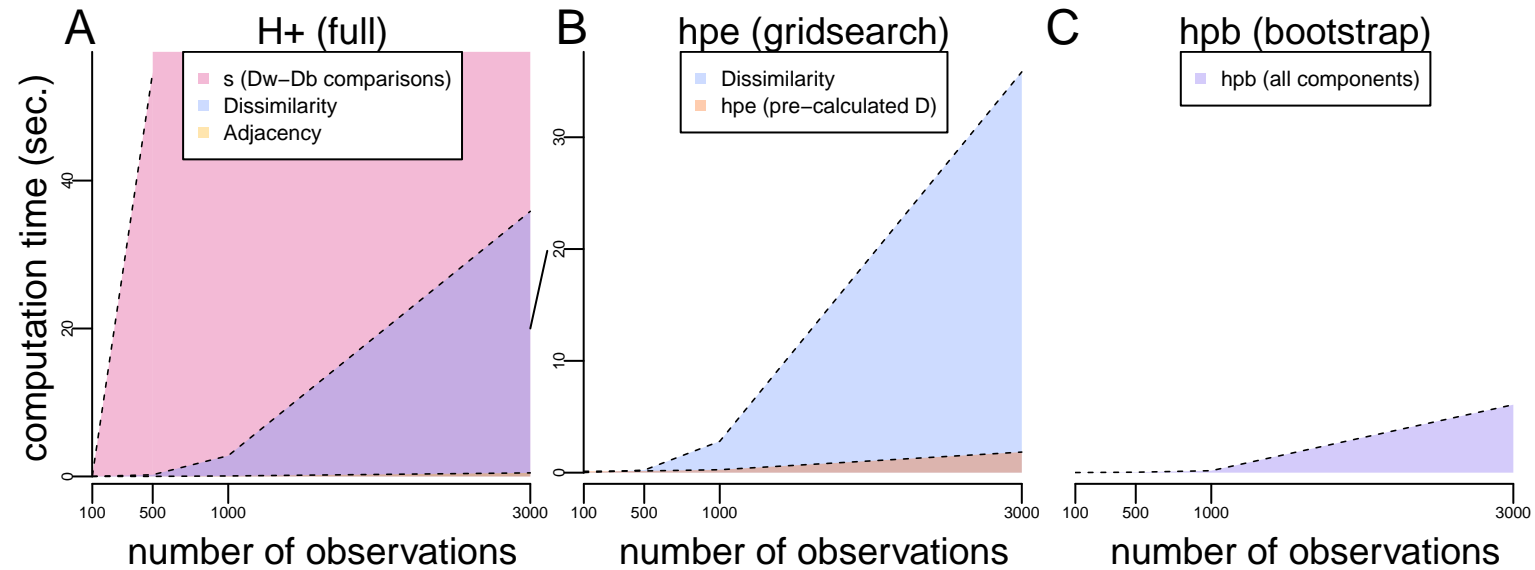 A
H+ (full)
s (Dw−Db comparisons)
Dissimilarity
Adjacency
computation time (sec.)
0
20
40
100
500
1000
3000
number of observations
B
hpe (gridsearch)
Dissimilarity
hpe (pre−calculated D)
0
10
20
30
100
500
1000
3000
number of observations
C
hpb (bootstrap)
hpb (all components)
100
500
1000
3000
number of observations